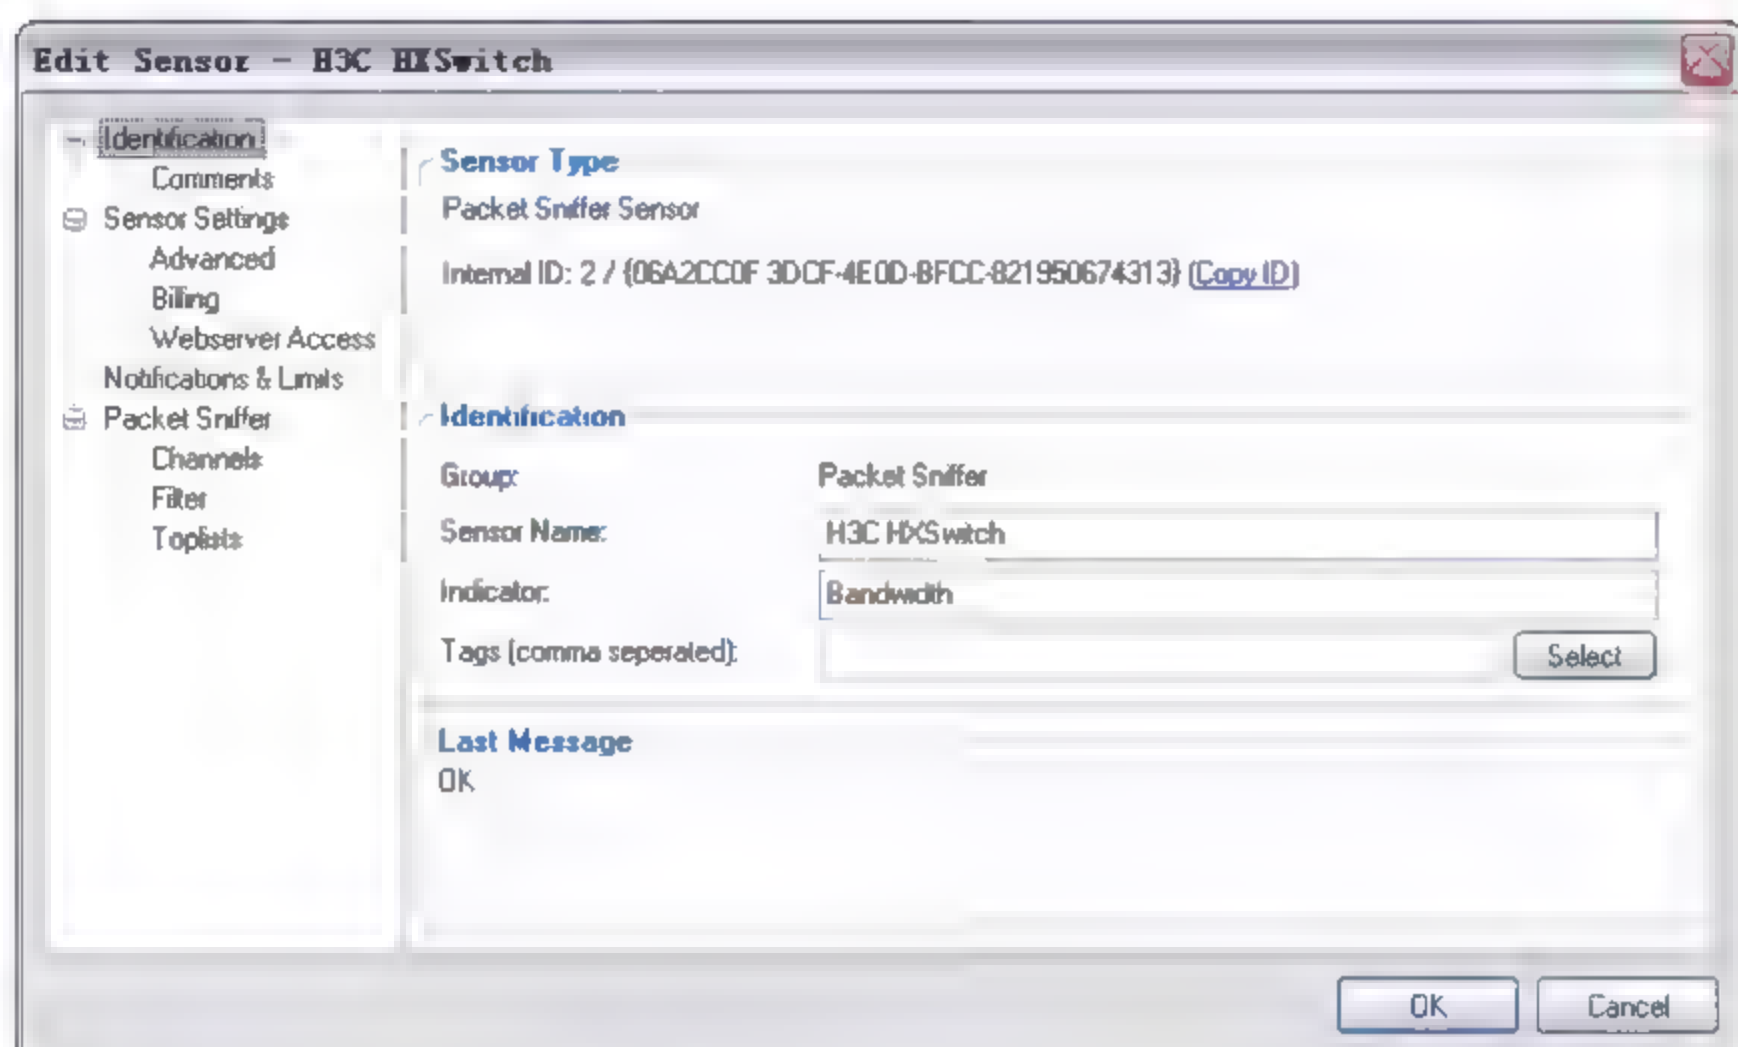 Edit Sensor - H3C HXSwitch
Identification
Comments
Sensor Settings
Advanced
Billing
Webserver Access
Notifications & Limits
Packet Sniffer
Channels
Filter
Toplists
Sensor Type
Packet Sniffer Sensor
Internal ID: 2 / {06A2CC0F-3DCF-4E0D-BFCC-821950674313} (Copy ID)
Identification
Group: Packet Sniffer
Sensor Name: H3C HXSwitch
Indicator: Bandwidth
Tags (comma seperated): Select
Last Message
OK
OK Cancel